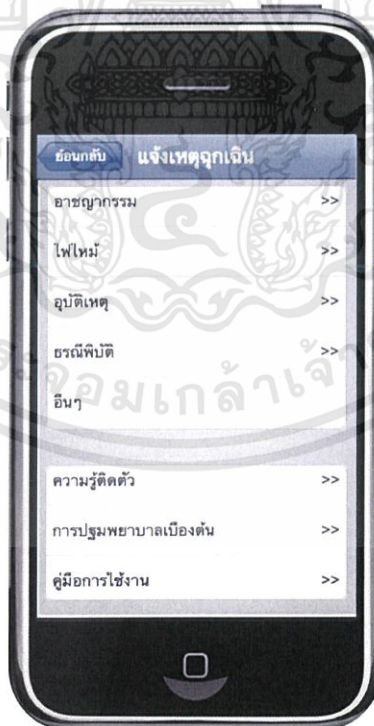 ย้อนกลับ แจ้งเหตุฉุกเฉิน
อาชญากรรม >>
ไฟไหม้ >>
อุบัติเหตุ >>
ธรณีพิบัติ >>
อื่นๆ
ความรู้ติดตัว >>
การปฐมพยาบาลเบื้องต้น >>
คู่มือการใช้งาน >>